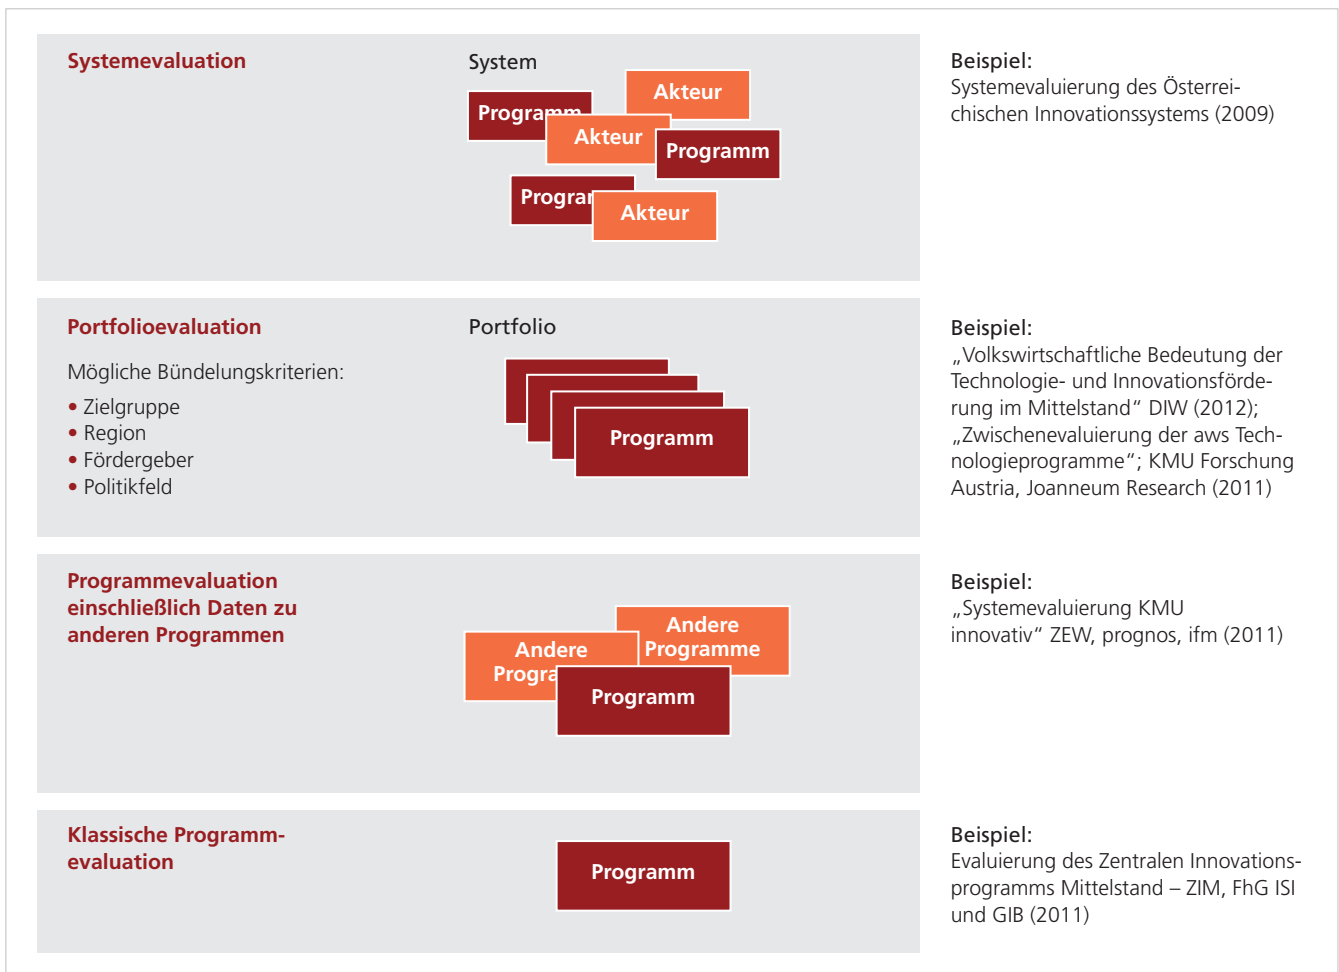 Systemevaluation
System
Programm
Akteur
Akteur
Programm
Programm
Akteur
Beispiel:
Systemevaluierung des Österrei-
chischen Innovationssystems (2009)
Portfolioevaluation
Mögliche Bündelungskriterien:
• Zielgruppe
• Region
• Fördergeber
• Politikfeld
Portfolio
Programm
Beispiel:
„Volkswirtschaftliche Bedeutung der
Technologie- und Innovationsförde-
rung im Mittelstand“ DIW (2012);
„Zwischenevaluierung der aws Tech-
nologieprogramme“; KMU Forschung
Austria, Joanneum Research (2011)
Programmevaluation
einschließlich Daten zu
anderen Programmen
Andere
Programme
Andere
Programme
Programm
Beispiel:
„Systemevaluierung KMU
innovativ“ ZEW, prognos, ifm (2011)
Klassische Programm-
evaluation
Programm
Beispiel:
Evaluierung des Zentralen Innovations-
programms Mittelstand – ZIM, FhG ISI
und GIB (2011)